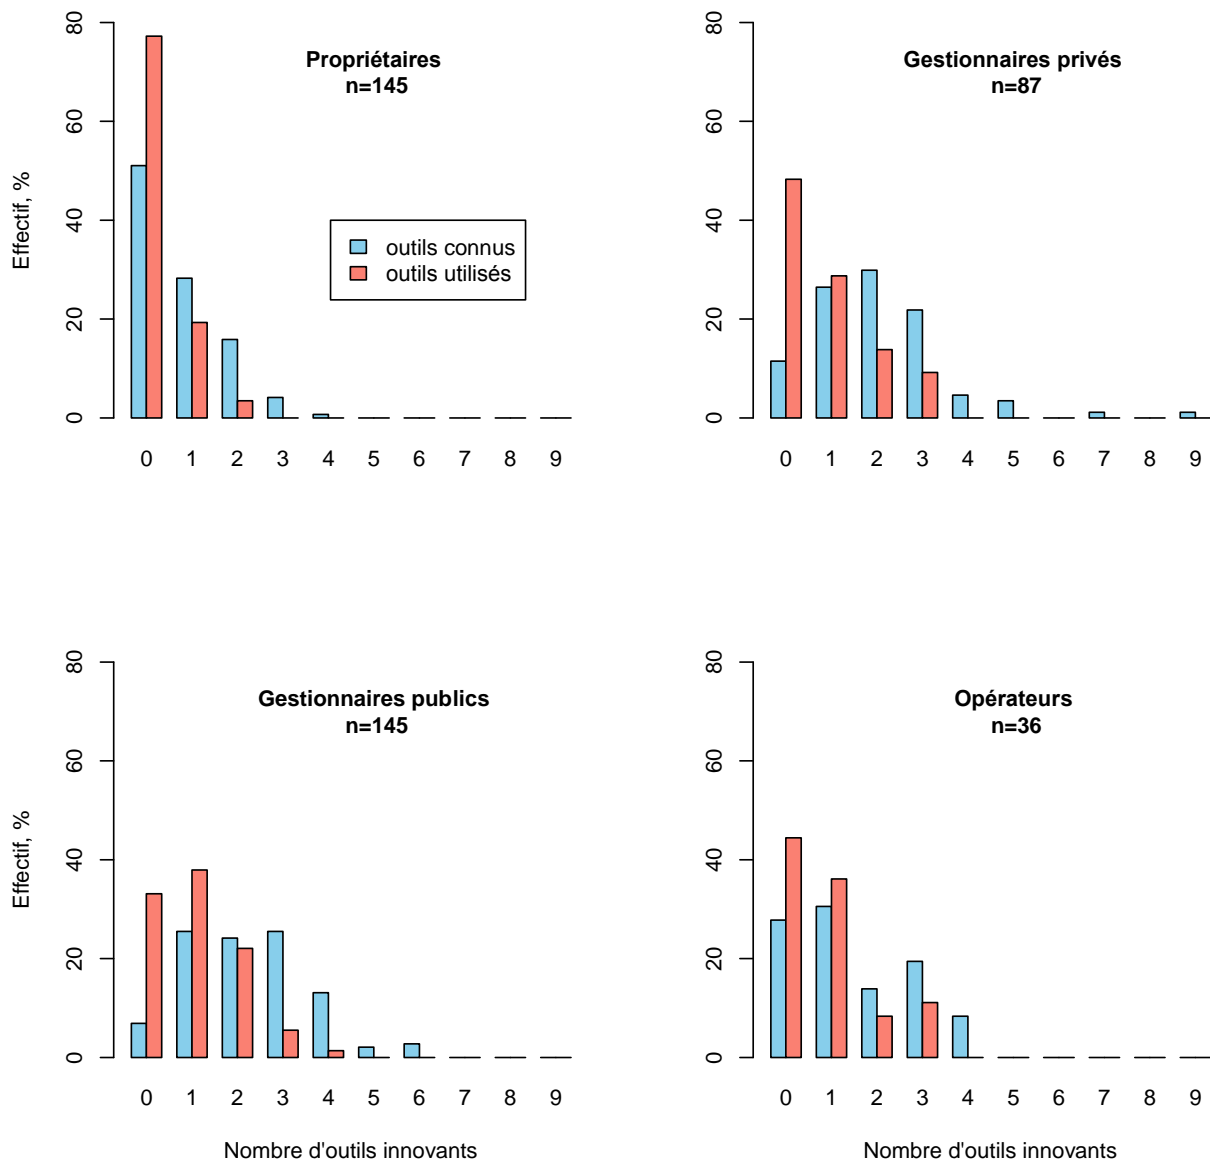 Propriétaires
n=145
Effectif, %
0 20 40 60 80
outils connus
outils utilisés
0 1 2 3 4 5 6 7 8 9
Gestionnaires privés
n=87
0 20 40 60 80
0 1 2 3 4 5 6 7 8 9
Gestionnaires publics
n=145
Effectif, %
0 20 40 60 80
0 1 2 3 4 5 6 7 8 9
Nombre d'outils innovants
Opérateurs
n=36
0 20 40 60 80
0 1 2 3 4 5 6 7 8 9
Nombre d'outils innovants